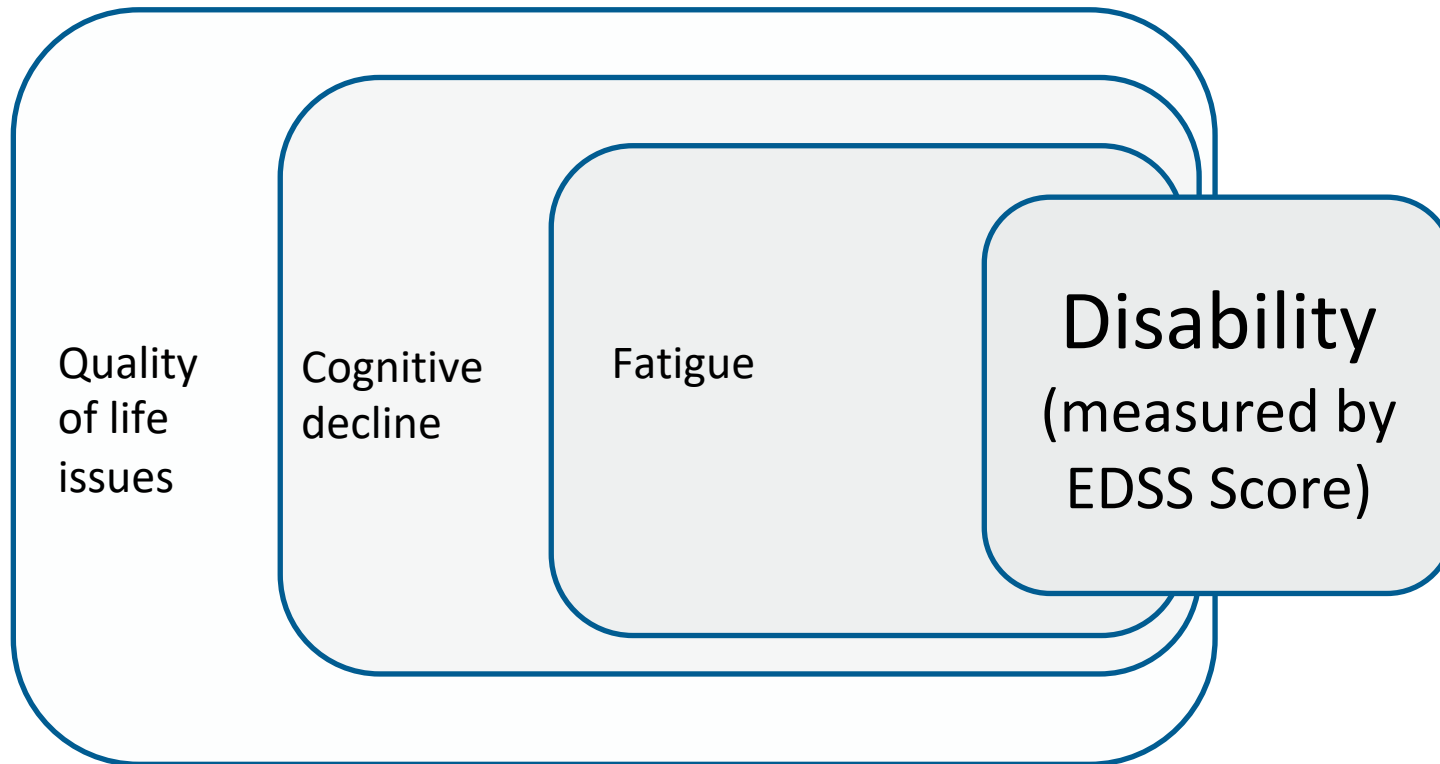 Quality
of life
issues
Cognitive
decline
Fatigue
Disability
(measured by
EDSS Score)